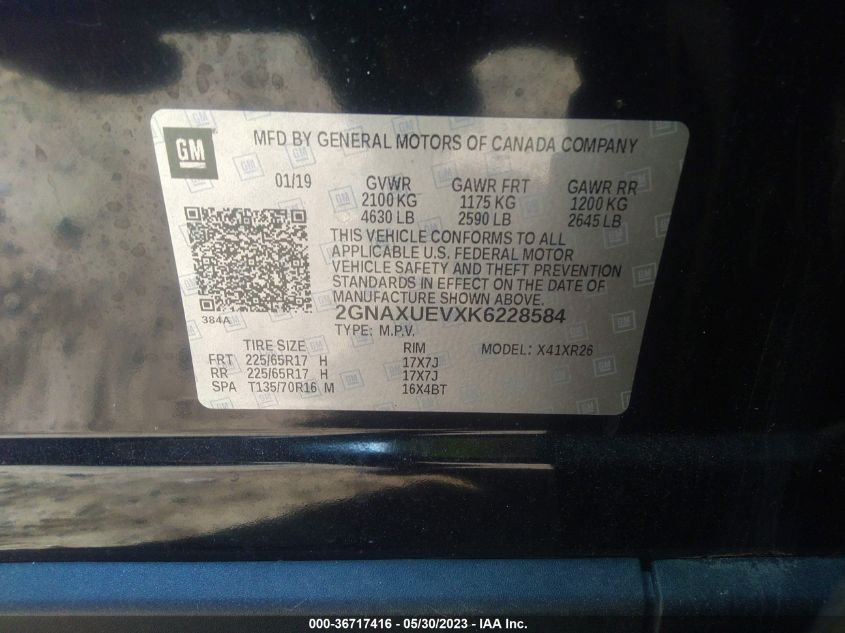 GM
MFD BY GENERAL MOTORS OF CANADA COMPANY
01/19 GVWR GAWR FRT GAWR RR
2100 KG 1175 KG 1200 KG
4630 LB 2590 LB 2645 LB
THIS VEHICLE CONFORMS TO ALL
APPLICABLE U.S. FEDERAL MOTOR
VEHICLE SAFETY AND THEFT PREVENTION
STANDARDS IN EFFECT ON THE DATE OF
MANUFACTURE SHOWN ABOVE.
384A 2GNAXUEVXK6228584
TYPE: M.P.V.
TIRE SIZE RIM MODEL: X41XR26
FRT 225/65R17 H 17X7J
RR 225/65R17 H 17X7J
SPA T135/70R16 M 16X4BT
000-36717416 - 05/30/2023 - IAA Inc.